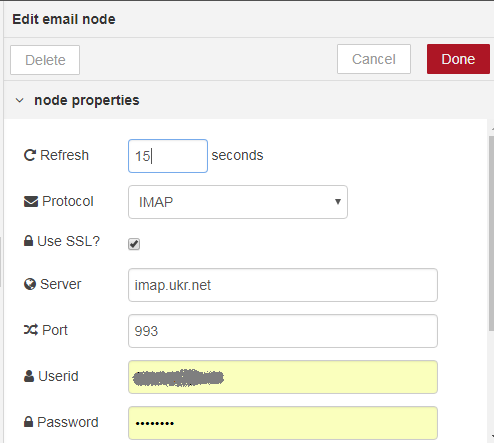 Edit email node
Delete Cancel Done
node properties
Refresh 15 seconds
Protocol IMAP
Use SSL?
Server imap.ukr.net
Port 993
Userid
Password ••••••••